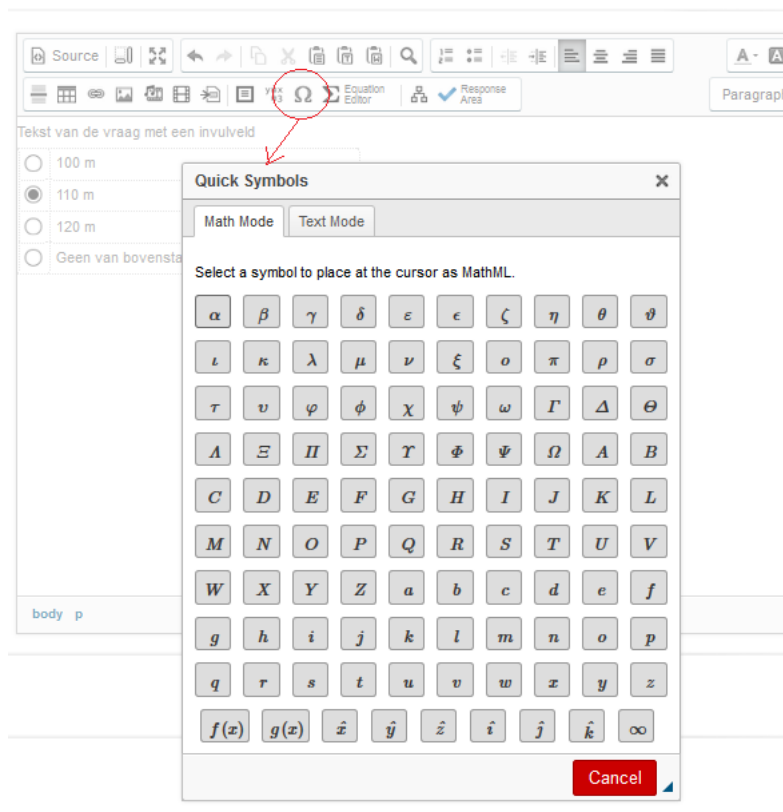 Source
Equation
Editor
Response
Area
Paragrap
Tekst van de vraag met een invulveld
100 m
110 m
120 m
Geen van bovensta
body p
Quick Symbols
Math Mode Text Mode
Select a symbol to place at the cursor as MathML.
α β γ δ ε ϵ ζ η θ ϑ
ι κ λ μ ν ξ ο π ρ σ
τ υ φ ϕ χ ψ ω Γ Δ Θ
Λ Ξ Π Σ Υ Φ Ψ Ω A B
C D E F G H I J K L
M N O P Q R S T U V
W X Y Z a b c d e f
g h i j k l m n o p
q r s t u v w x y z
f(x) g(x) x̂ ŷ ẑ î ĵ k̂ ∞
Cancel